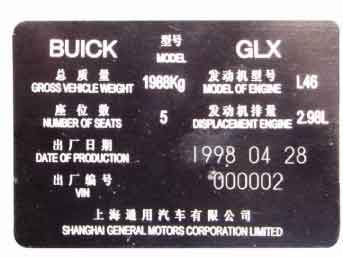 BUICK 型号 MODEL GLX
总质量 GROSS VEHICLE WEIGHT 1988Kg 发动机型号 MODEL OF ENGINE L46
座位数 NUMBER OF SEATS 5 发动机排量 DISPLACEMENT ENGINE 2.98L
出厂日期 DATE OF PRODUCTION 1998 04 28
出厂编号 VIN 000002
上海通用汽车有限公司
SHANGHAI GENERAL MOTORS CORPORATION LIMITED